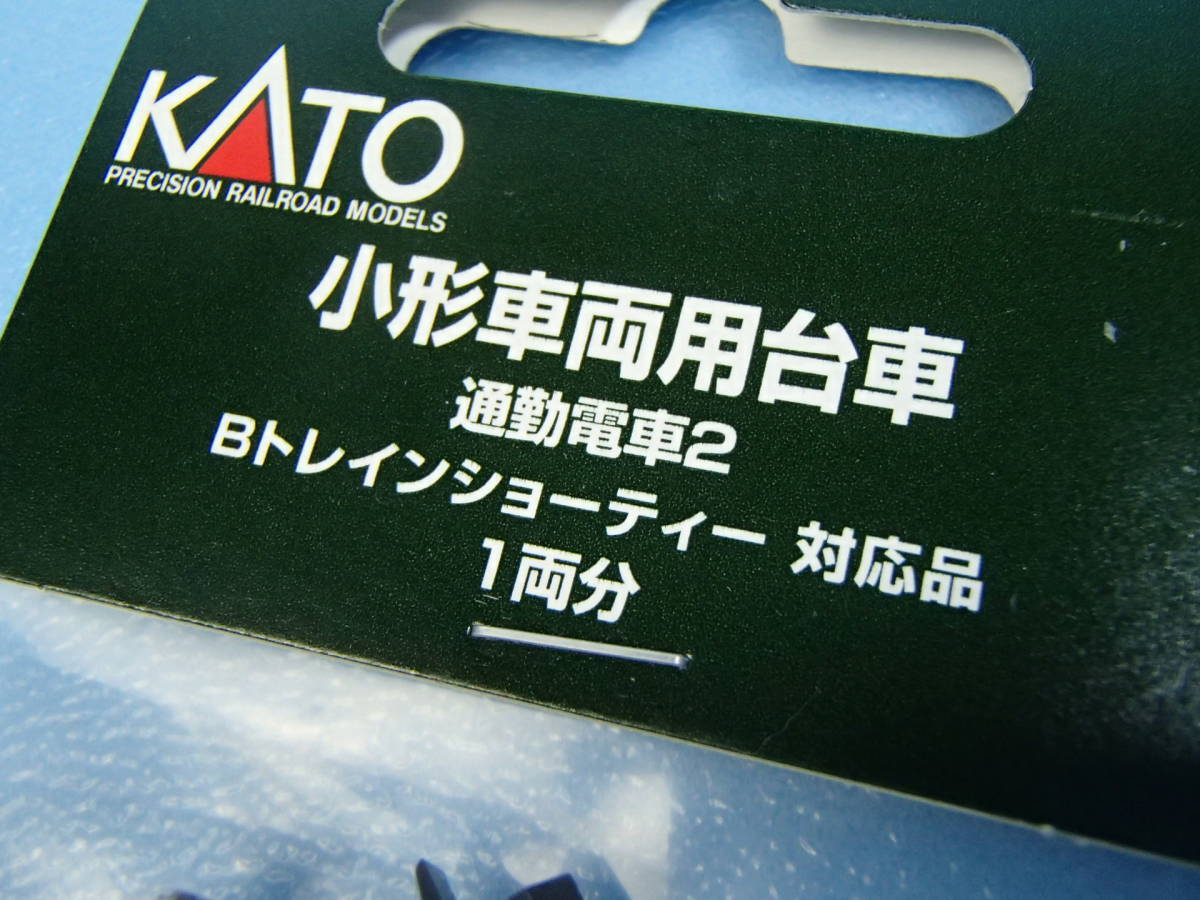 KATO
PRECISION RAILROAD MODELS
小形車両用台車
通勤電車2
Bトレインショーティー 対応品
1両分